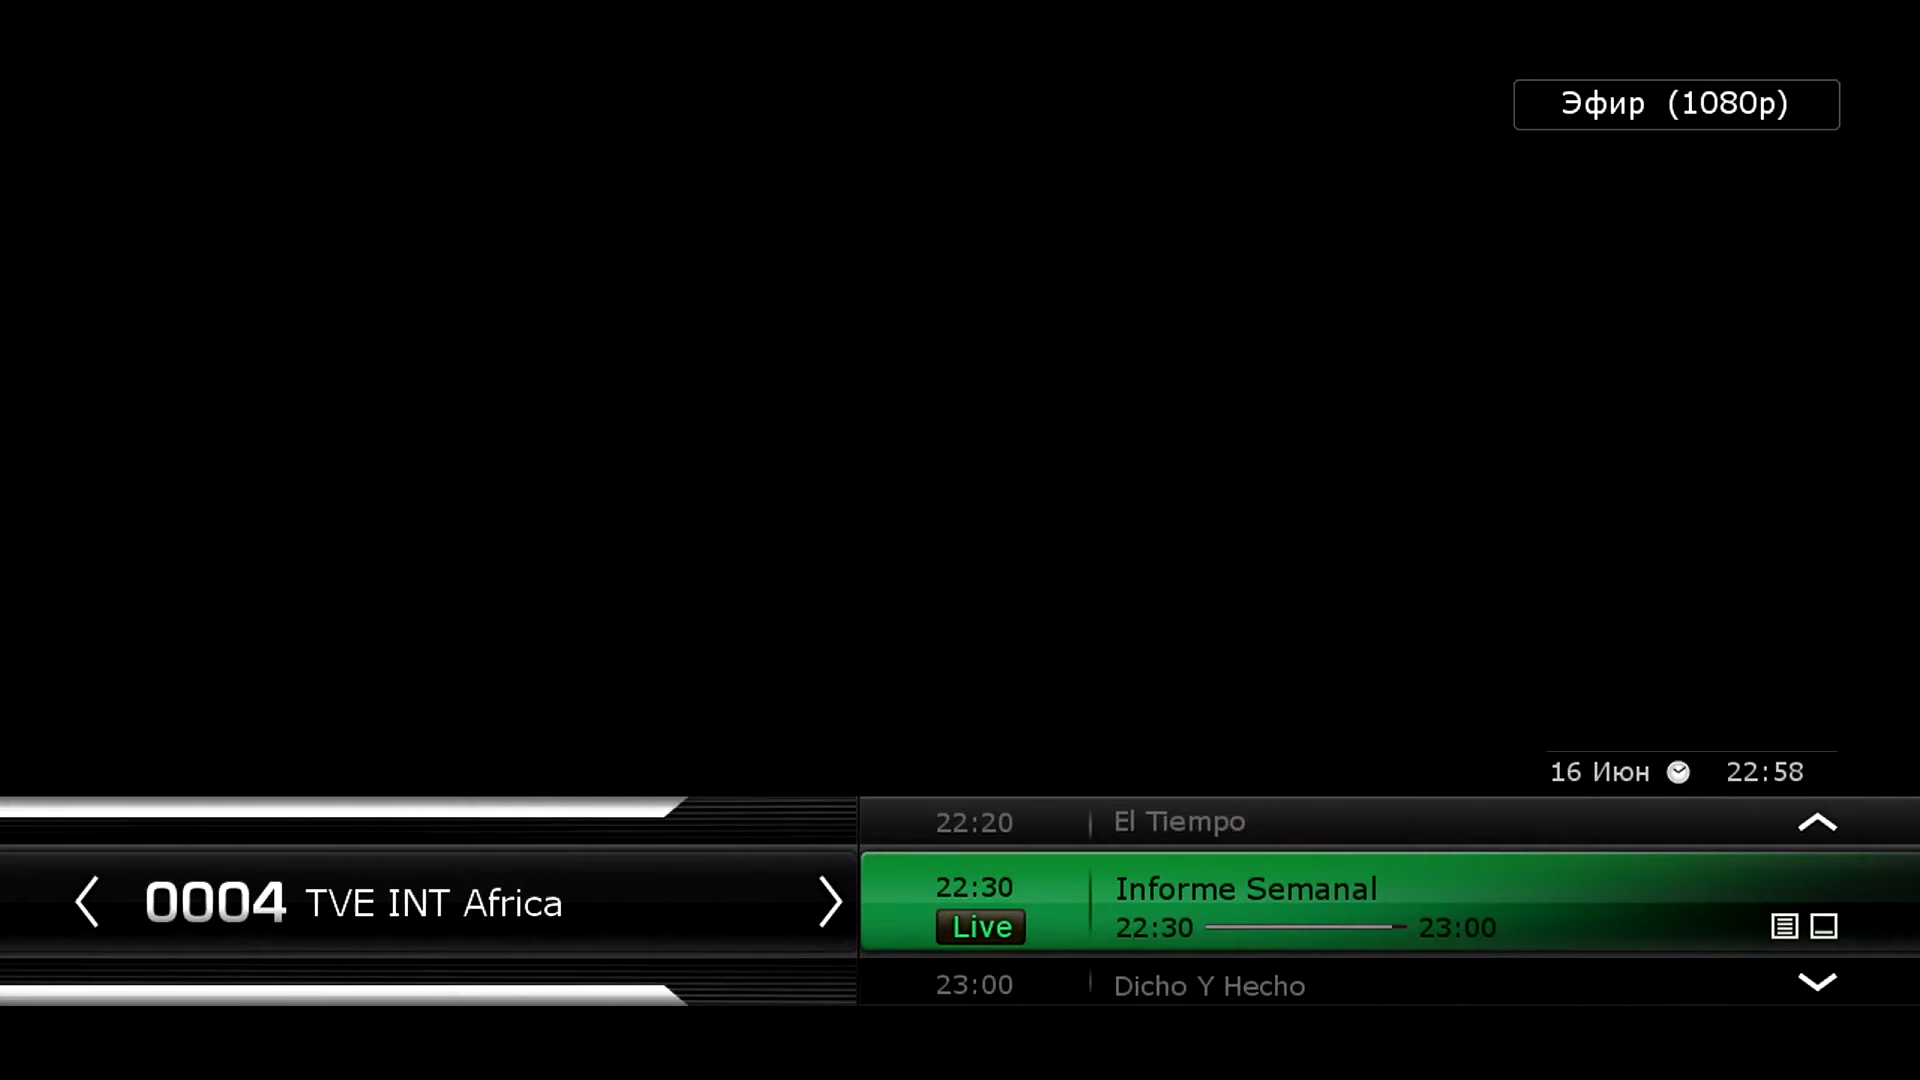 Эфир (1080p)
16 Июн 22:58
0004 TVE INT Africa
22:20 El Tiempo
22:30 Informe Semanal
Live 22:30 23:00
23:00 Dicho Y Hecho